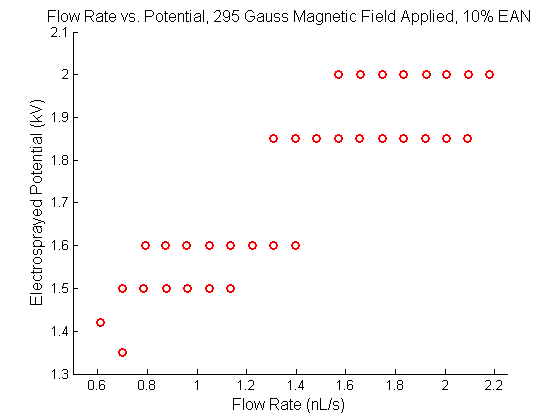 Flow Rate vs. Potential, 295 Gauss Magnetic Field Applied, 10% EAN
2.1
2
1.9
1.8
1.7
1.6
1.5
1.4
1.3
Electrosprayed Potential (kV)
0.6 0.8 1 1.2 1.4 1.6 1.8 2 2.2
Flow Rate (nL/s)